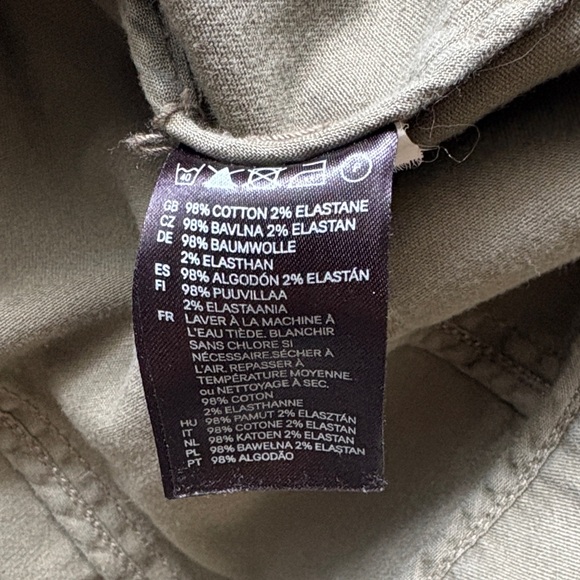 40
GB 98% COTTON 2% ELASTANE
CZ 98% BAVLNA 2% ELASTAN
DE 98% BAUMWOLLE
2% ELASTHAN
ES 98% ALGODÓN 2% ELASTÁN
FI 98% PUUVILLAA
2% ELASTAANIA
FR LAVER À LA MACHINE À
L'EAU TIÈDE. BLANCHIR
SANS CHLORE SI
NÉCESSAIRE.SÉCHER À
L'AIR. REPASSER À
TEMPÉRATURE MOYENNE.
ou NETTOYAGE À SEC.
98% COTON
2% ELASTHANNE
HU 98% PAMUT 2% ELASZTÁN
IT 98% COTONE 2% ELASTAN
NL 98% KATOEN 2% ELASTAN
PL 98% BAWEŁNA 2% ELASTAN
PT 98% ALGODÃO